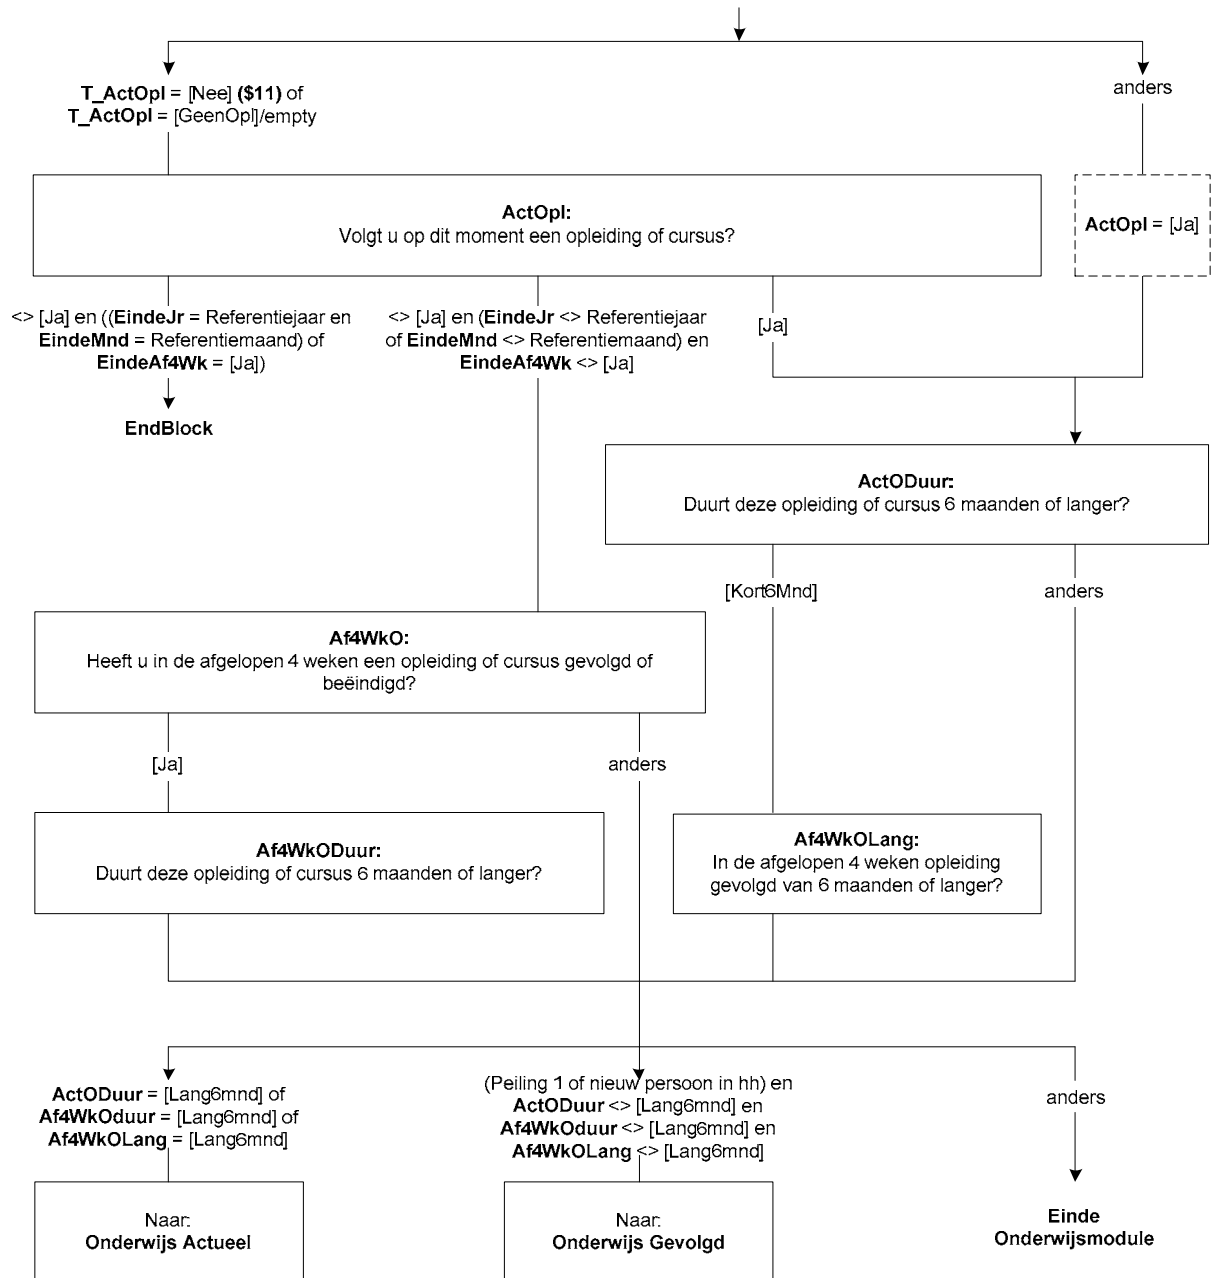 T_ActOpl = [Nee] ($11) of
T_ActOpl = [GeenOpl]/empty
anders
ActOpl:
Volgt u op dit moment een opleiding of cursus?
ActOpl = [Ja]
<> [Ja] en ((EindeJr = Referentiejaar en
EindeMnd = Referentiemaand) of
EindeAf4Wk = [Ja])
<> [Ja] en (EindeJr <> Referentiejaar
of EindeMnd <> Referentiemaand) en
EindeAf4Wk <> [Ja]
[Ja]
EndBlock
ActODuur:
Duurt deze opleiding of cursus 6 maanden of langer?
[Kort6Mnd]
anders
Af4WkO:
Heeft u in de afgelopen 4 weken een opleiding of cursus gevolgd of
beëindigd?
[Ja]
anders
Af4WkODuur:
Duurt deze opleiding of cursus 6 maanden of langer?
Af4WkOLang:
In de afgelopen 4 weken opleiding
gevolgd van 6 maanden of langer?
ActODuur = [Lang6mnd] of
Af4WkOduur = [Lang6mnd] of
Af4WkOLang = [Lang6mnd]
(Peiling 1 of nieuw persoon in hh) en
ActODuur <> [Lang6mnd] en
Af4WkOduur <> [Lang6mnd] en
Af4WkOLang <> [Lang6mnd]
anders
Naar:
Onderwijs Actueel
Naar:
Onderwijs Gevolgd
Einde
Onderwijsmodule